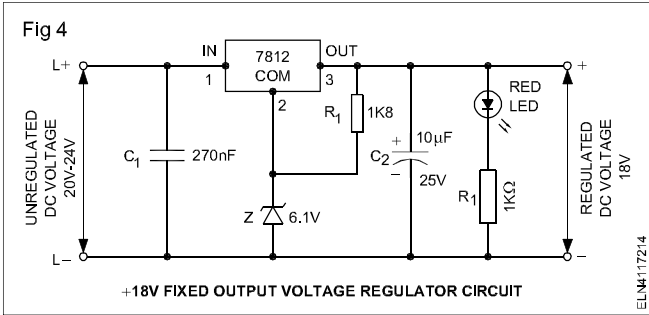 Fig 4
IN
7812
OUT
L+
1
COM
3
+
2
RED
LED
R1
1K8
UNREGULATED
DC VOLTAGE
20V-24V
C1
270nF
+
10µF
C2
–
25V
REGULATED
DC VOLTAGE
18V
R1
1KΩ
Z
6.1V
L–
–
+18V FIXED OUTPUT VOLTAGE REGULATOR CIRCUIT
ELN4117214